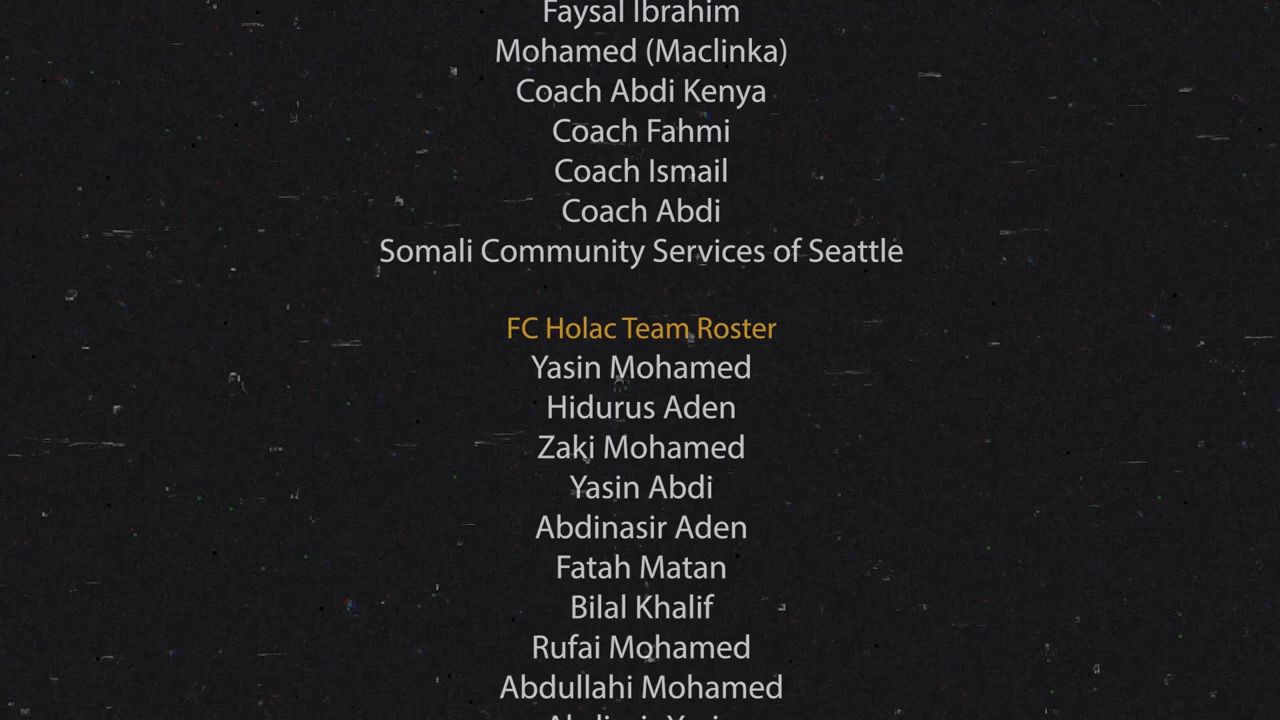 Faysal Ibrahim
Mohamed (Maclinka)
Coach Abdi Kenya
Coach Fahmi
Coach Ismail
Coach Abdi
Somali Community Services of Seattle
FC Holac Team Roster
Yasin Mohamed
Hidurus Aden
Zaki Mohamed
Yasin Abdi
Abdinasir Aden
Fatah Matan
Bilal Khalif
Rufai Mohamed
Abdullahi Mohamed